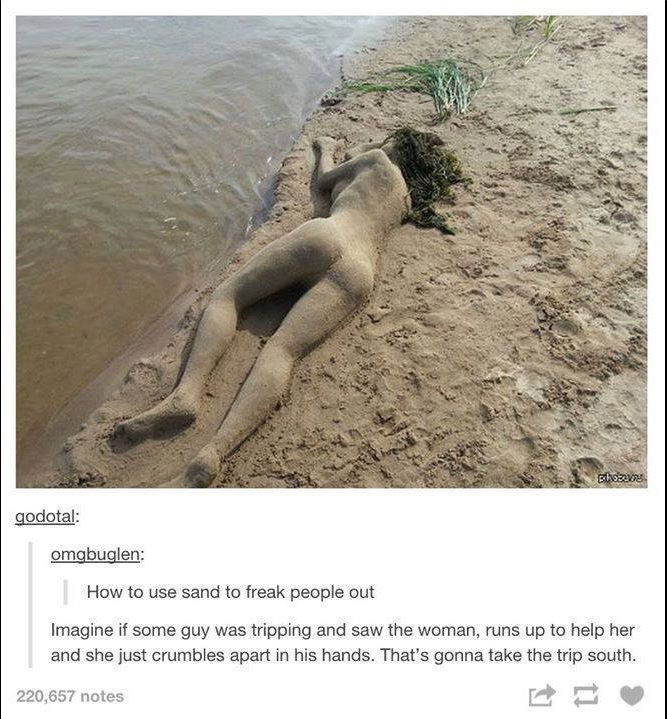 pikabu.ru
godotal:
omgbuglen:
How to use sand to freak people out
Imagine if some guy was tripping and saw the woman, runs up to help her
and she just crumbles apart in his hands. That's gonna take the trip south.
220,657 notes